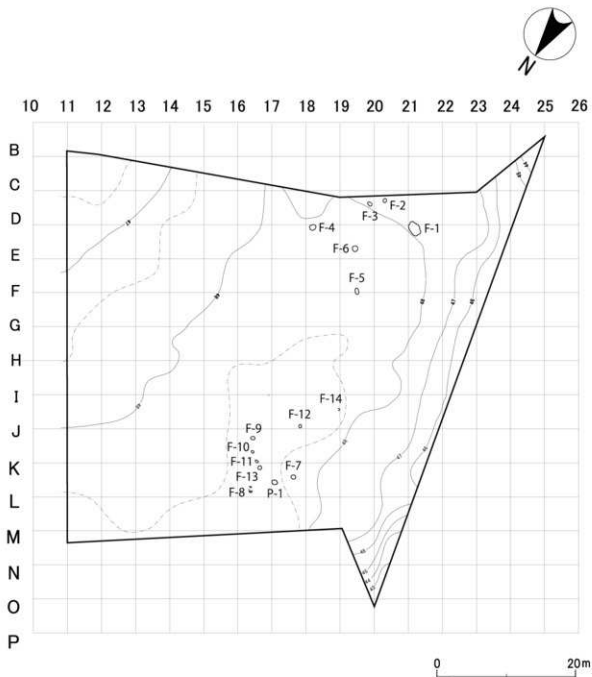 N
10 11 12 13 14 15 16 17 18 19 20 21 22 23 24 25 26
B
C
D
E
F
G
H
I
J
K
L
M
N
O
P
F-2
F-3
F-1
F-4
F-6
F-5
F-14
F-12
F-9
F-10
F-11
F-13
F-7
F-8
P-1
0 20m